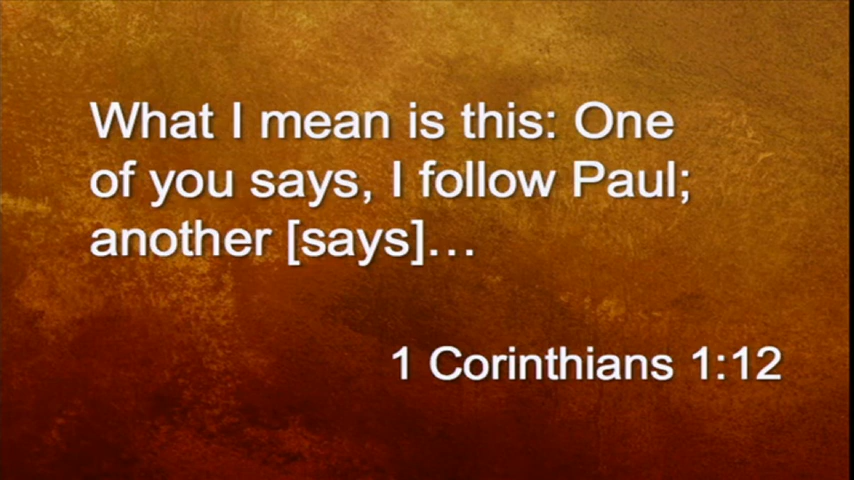 What I mean is this: One
of you says, I follow Paul;
another [says]…
1 Corinthians 1:12